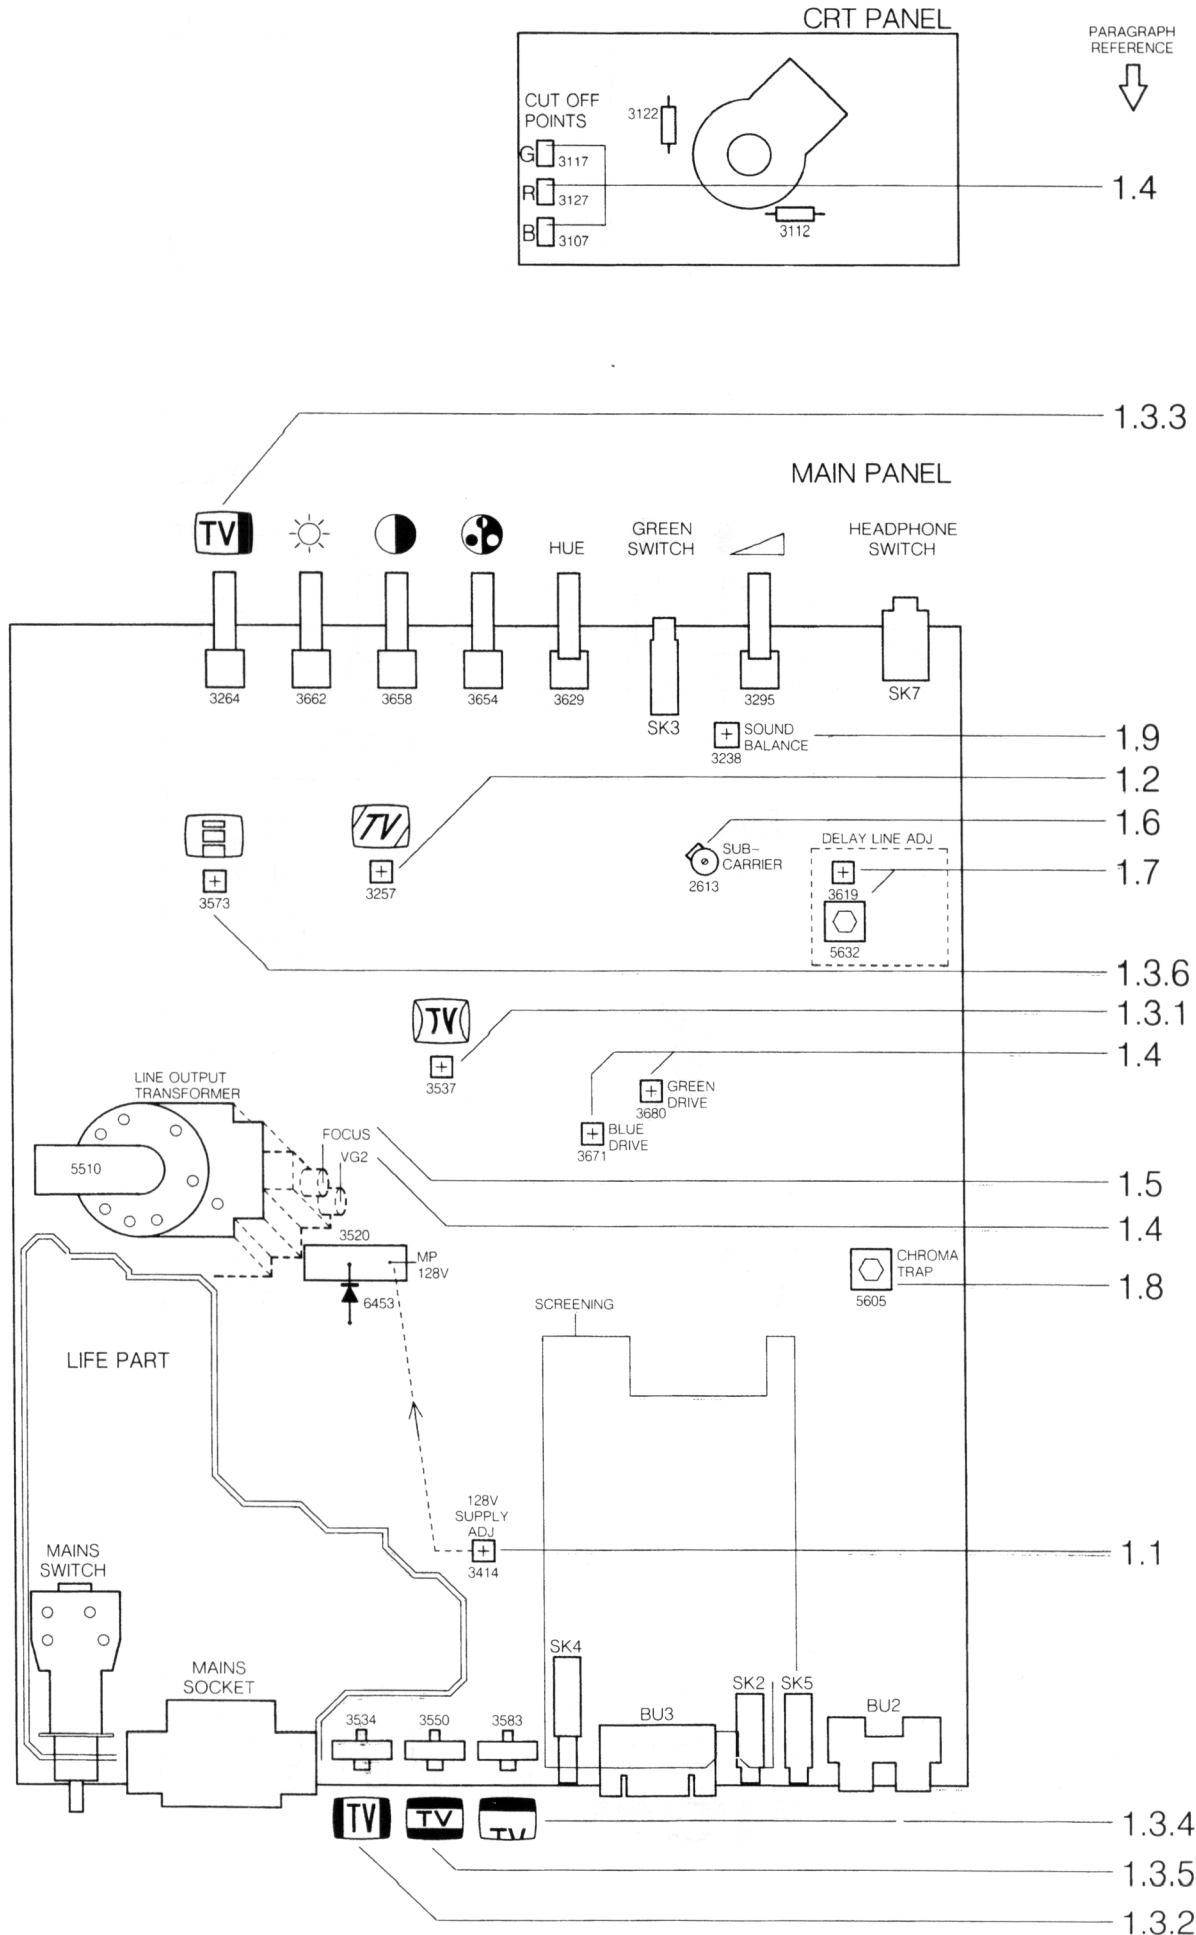 CRT PANEL
PARAGRAPH
REFERENCE
CUT OFF
POINTS
3122
G
3117
R
3127
1.4
B
3107
3112
1.3.3
MAIN PANEL
TV
HUE
GREEN
SWITCH
HEADPHONE
SWITCH
3264
3662
3658
3654
3629
SK3
3295
SK7
SOUND
BALANCE
3238
1.9
1.2
TV
1.6
DELAY LINE ADJ
SUB-
CARRIER
2613
3619
1.7
3573
3257
5632
1.3.6
TV
1.3.1
3537
1.4
LINE OUTPUT
TRANSFORMER
GREEN
DRIVE
3680
BLUE
DRIVE
3671
FOCUS
VG2
5510
1.5
1.4
3520
MP
128V
6453
CHROMA
TRAP
5605
1.8
SCREENING
LIFE PART
128V
SUPPLY
ADJ
3414
1.1
MAINS
SWITCH
MAINS
SOCKET
SK4
SK2
SK5
BU3
BU2
3534
3550
3583
TV
TV
TV
1.3.4
1.3.5
1.3.2